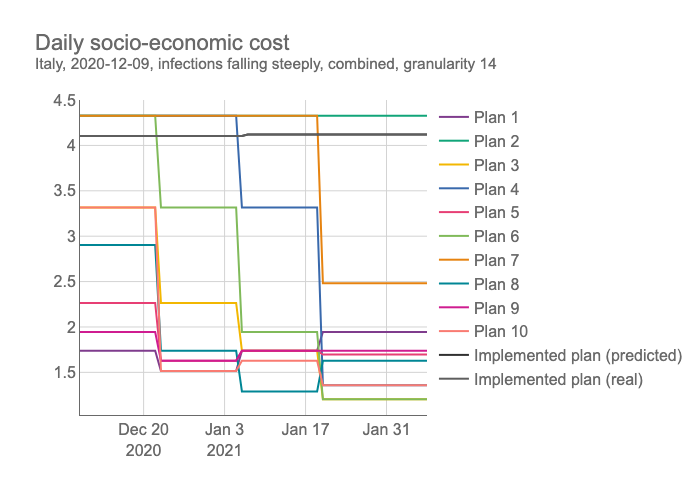 Daily socio-economic cost
Italy, 2020-12-09, infections falling steeply, combined, granularity 14
4.5
4
3.5
3
2.5
2
1.5
Dec 20
2020
Jan 3
2021
Jan 17
Jan 31
Plan 1
Plan 2
Plan 3
Plan 4
Plan 5
Plan 6
Plan 7
Plan 8
Plan 9
Plan 10
Implemented plan (predicted)
Implemented plan (real)